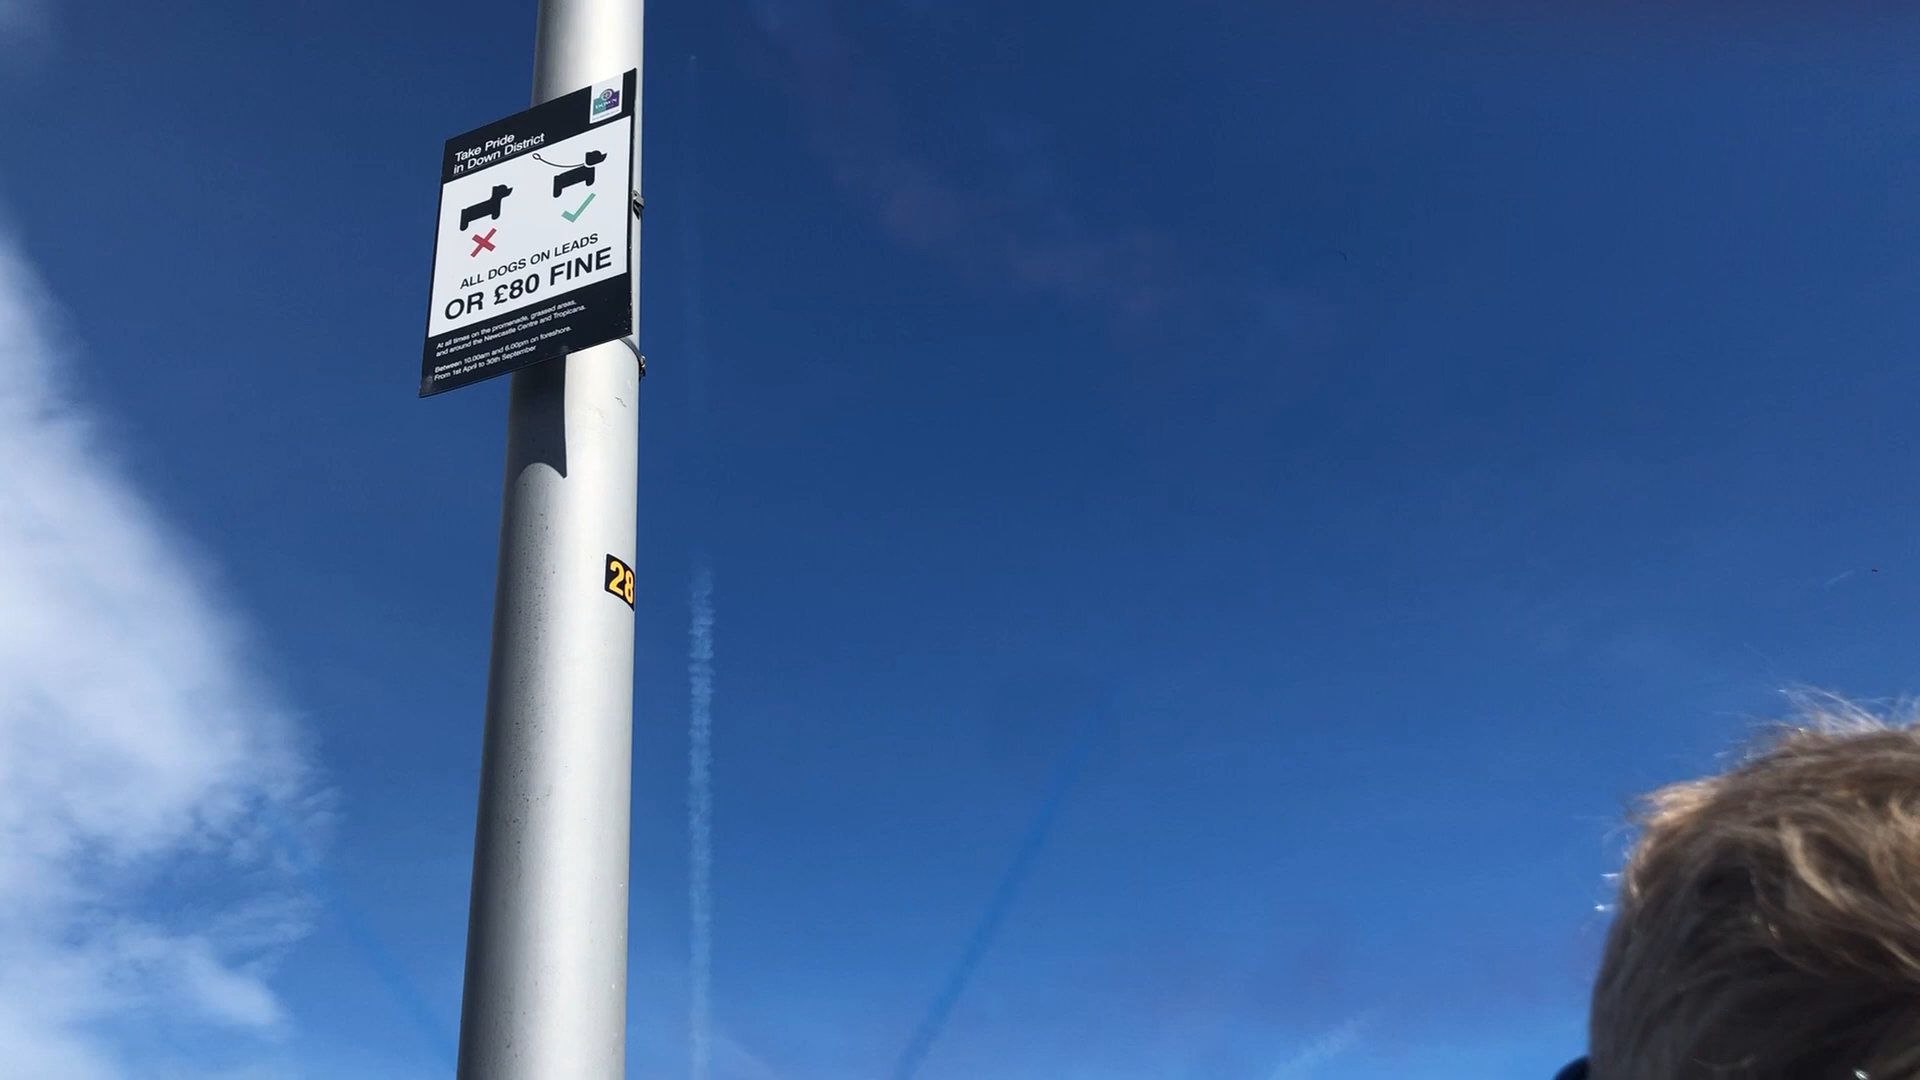 Take Pride
in Down District
ALL DOGS ON LEADS
OR £80 FINE
At all times on the promenade, grassed areas,
and around the Newcastle Centre and Tropicana.
Between 10.00am and 6.00pm on foreshore.
From 1st April to 30th September
28